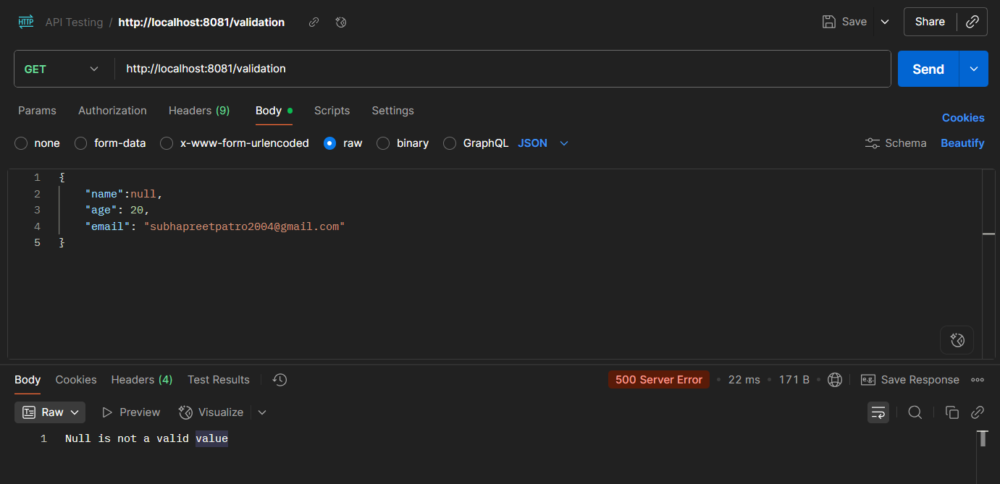 HTTP API Testing / http://localhost:8081/validation Save Share
GET http://localhost:8081/validation Send
Params Authorization Headers (9) Body Scripts Settings Cookies
none form-data x-www-form-urlencoded raw binary GraphQL JSON Schema Beautify
1 {
2 "name":null,
3 "age": 20,
4 "email": "subhapreetpatro2004@gmail.com"
5 }
Body Cookies Headers (4) Test Results 500 Server Error • 22 ms • 171 B • e.g. Save Response
Raw Preview Visualize
1 Null is not a valid value